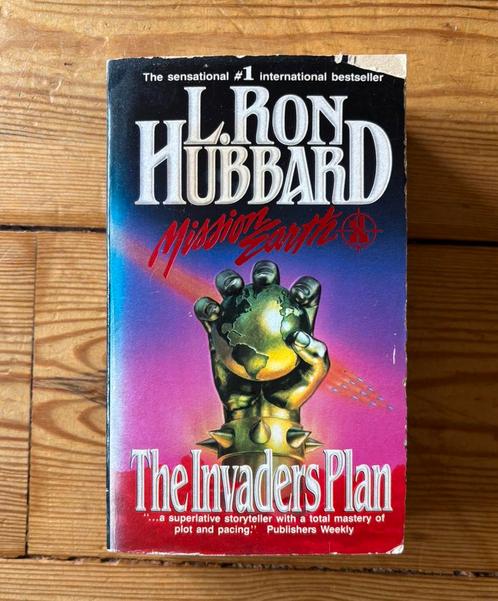 The sensational #1 international bestseller
L. RON
HUBBARD
Mission Earth
The Invaders Plan
"...a superlative storyteller with a total mastery of
plot and pacing." Publishers Weekly